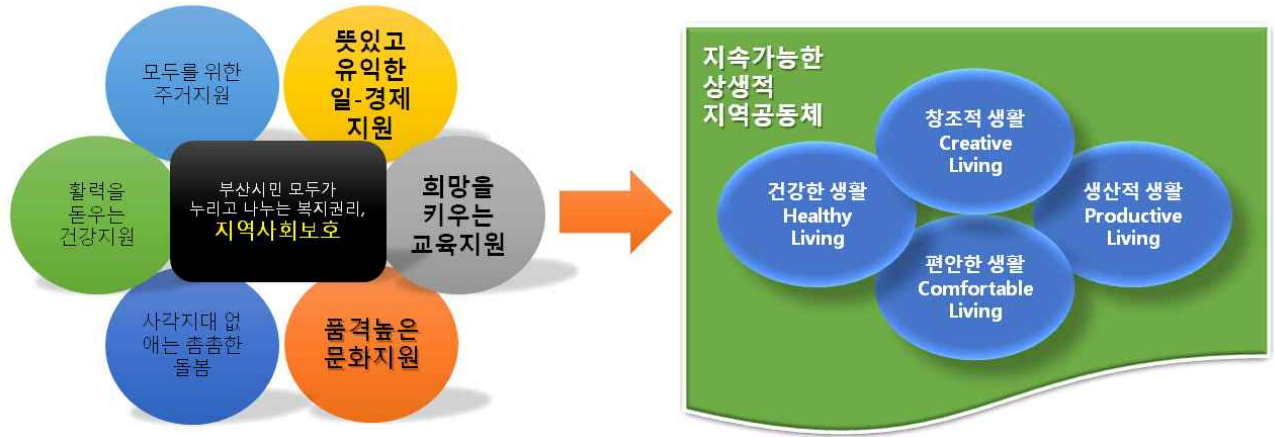 모두를 위한
주거지원
뜻있고
유익한
일-경제
지원
활력을
돋우는
건강지원
부산시민 모두가
누리고 나누는 복지권리,
지역사회보호
희망을
키우는
교육지원
사각지대 없
애는 촘촘한
돌봄
품격높은
문화지원
지속가능한
상생적
지역공동체
창조적 생활
Creative
Living
건강한 생활
Healthy
Living
생산적 생활
Productive
Living
편안한 생활
Comfortable
Living